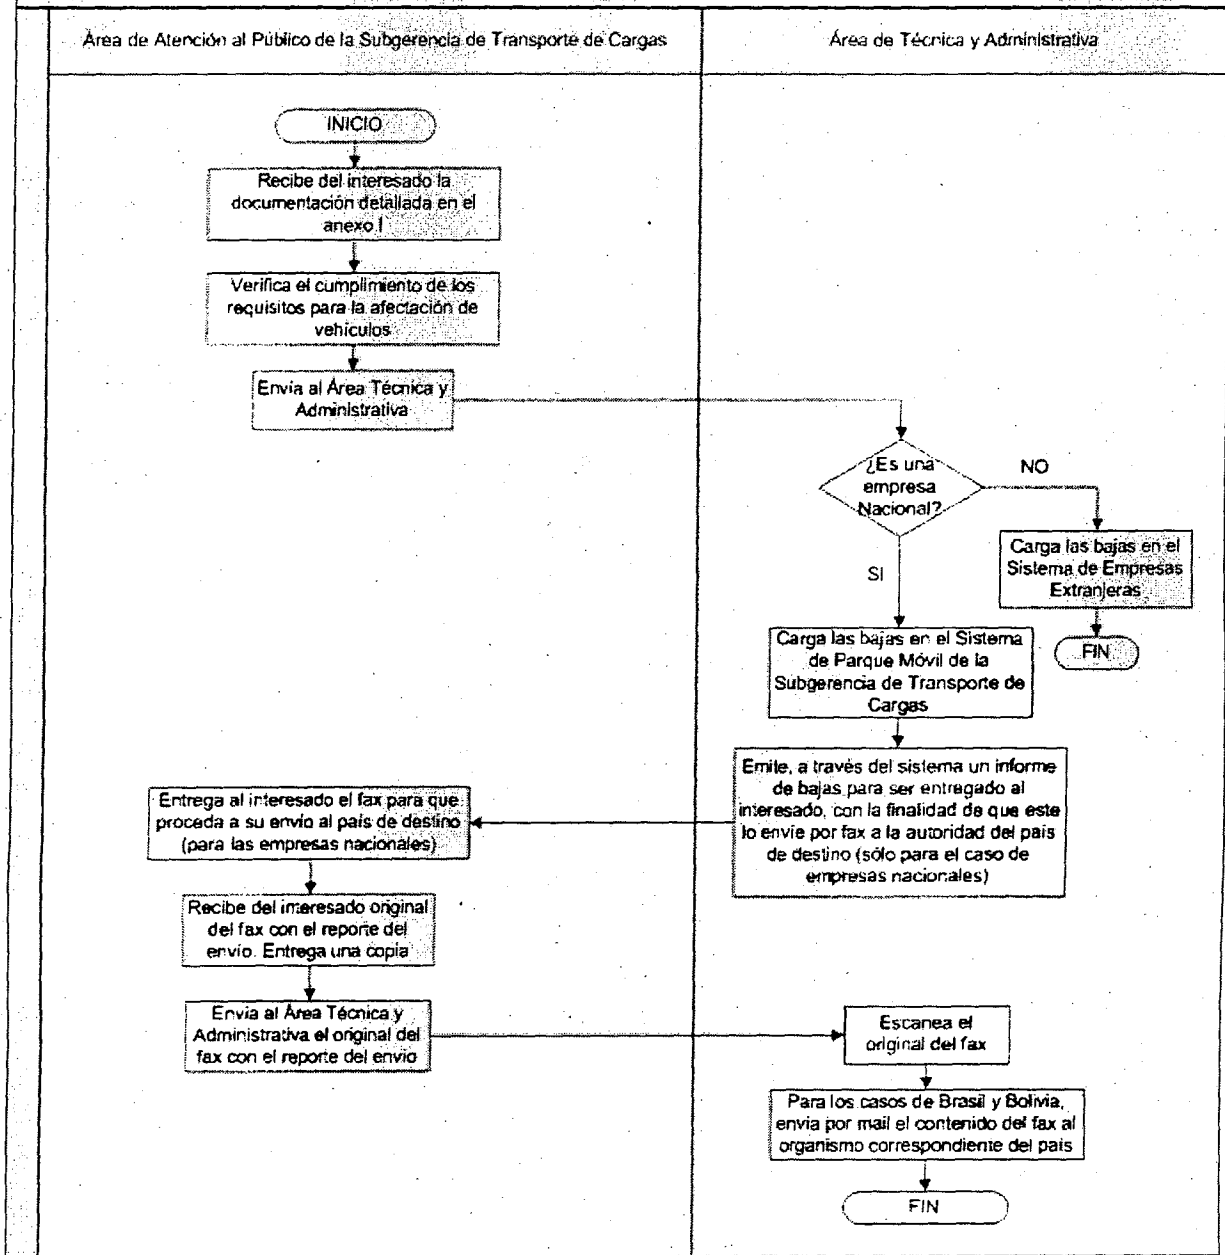 Área de Atención al Público de la Subgerencia de Transporte de Cargas
Área de Técnica y Administrativa
INICIO
Recibe del interesado la
documentación detallada en el
anexo I
Verifica el cumplimiento de los
requisitos para la afectación de
vehículos
Envía al Área Técnica y
Administrativa
¿Es una
empresa
Nacional?
NO
SI
Carga las bajas en el
Sistema de Empresas
Extranjeras
FIN
Carga las bajas en el Sistema
de Parque Móvil de la
Subgerencia de Transporte de
Cargas
Emite, a través del sistema un informe
de bajas para ser entregado al
interesado, con la finalidad de que este
lo envíe por fax a la autoridad del país
de destino (sólo para el caso de
empresas nacionales)
Entrega al interesado el fax para que
proceda a su envío al país de destino
(para las empresas nacionales)
Recibe del interesado original
del fax con el reporte del
envío. Entrega una copia
Envía al Área Técnica y
Administrativa el original del
fax con el reporte del envío
Escanea el
original del fax
Para los casos de Brasil y Bolivia,
envía por mail el contenido del fax al
organismo correspondiente del país
FIN